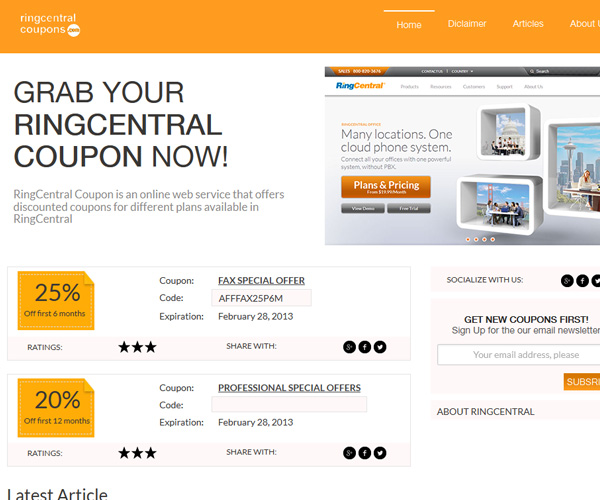 ringcentral
coupons.com
Home
Diclaimer
Articles
About U
GRAB YOUR
RINGCENTRAL
COUPON NOW!
RingCentral Coupon is an online web service that offers
discounted coupons for different plans available in
RingCentral
SALES 800-820-3676
CONTACT US
COUNTRY
Search
RingCentral
Products
Resources
Customers
Support
About Us
RINGCENTRAL OFFICE
Many locations. One
cloud phone system.
Connect all your offices with one powerful
system, without PBX.
Plans & Pricing
From $19.99/Month
View Demo
Free Trial
25%
Off first 6 months
Coupon: FAX SPECIAL OFFER
Code: AFFFAX25P6M
Expiration: February 28, 2013
RATINGS:
SHARE WITH:
20%
Off first 12 months
Coupon: PROFESSIONAL SPECIAL OFFERS
Code:
Expiration: February 28, 2013
RATINGS:
SHARE WITH:
SOCIALIZE WITH US:
GET NEW COUPONS FIRST!
Sign Up for the our email newsletter
Your email address, please
SUBSRI
ABOUT RINGCENTRAL
Latest Article